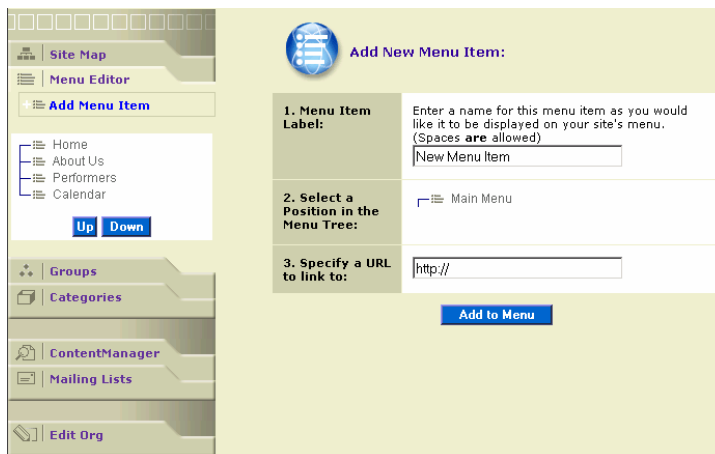 Site Map
Menu Editor
Add Menu Item
Home
About Us
Performers
Calendar
Up Down
Groups
Categories
ContentManager
Mailing Lists
Edit Org
Add New Menu Item:
1. Menu Item
Label:
Enter a name for this menu item as you would
like it to be displayed on your site's menu.
(Spaces are allowed)
New Menu Item
2. Select a
Position in the
Menu Tree:
Main Menu
3. Specify a URL
to link to:
http://
Add to Menu